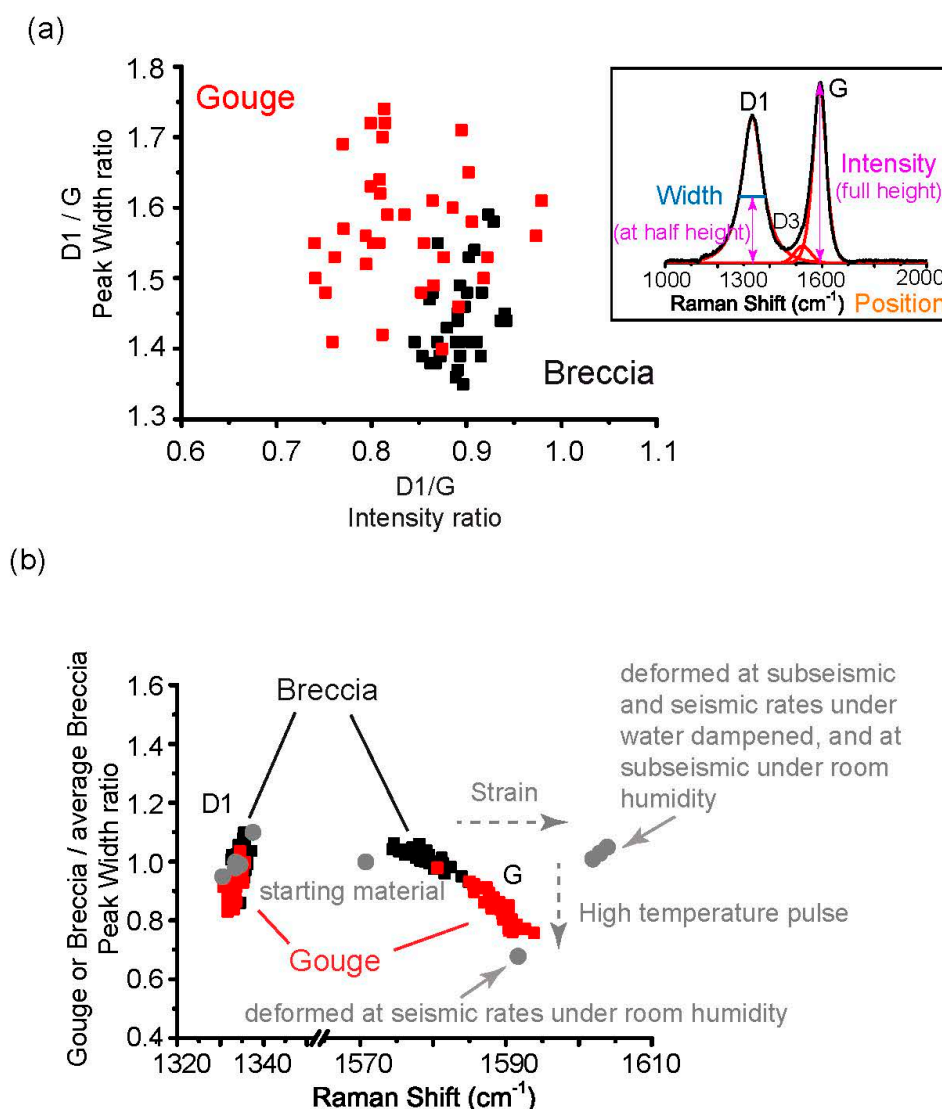 (a)
1.8
1.7
1.6
1.5
1.4
1.3
D1 / G
Peak Width ratio
Gouge
Breccia
0.6 0.7 0.8 0.9 1.0 1.1
D1/G
Intensity ratio
D1
G
Width
Intensity
(full height)
(at half height)
D3
1000 1300 1600 2000
Raman Shift (cm-1)
Position
(b)
Gouge or Breccia / average Breccia
Peak Width ratio
1.6
1.4
1.2
1.0
0.8
0.6
0.4
Breccia
D1
starting material
Gouge
G
Strain
High temperature pulse
deformed at subseismic
and seismic rates under
water dampened, and at
subseismic under room
humidity
deformed at seismic rates under room humidity
1320 1340 1570 1590 1610
Raman Shift (cm-1)